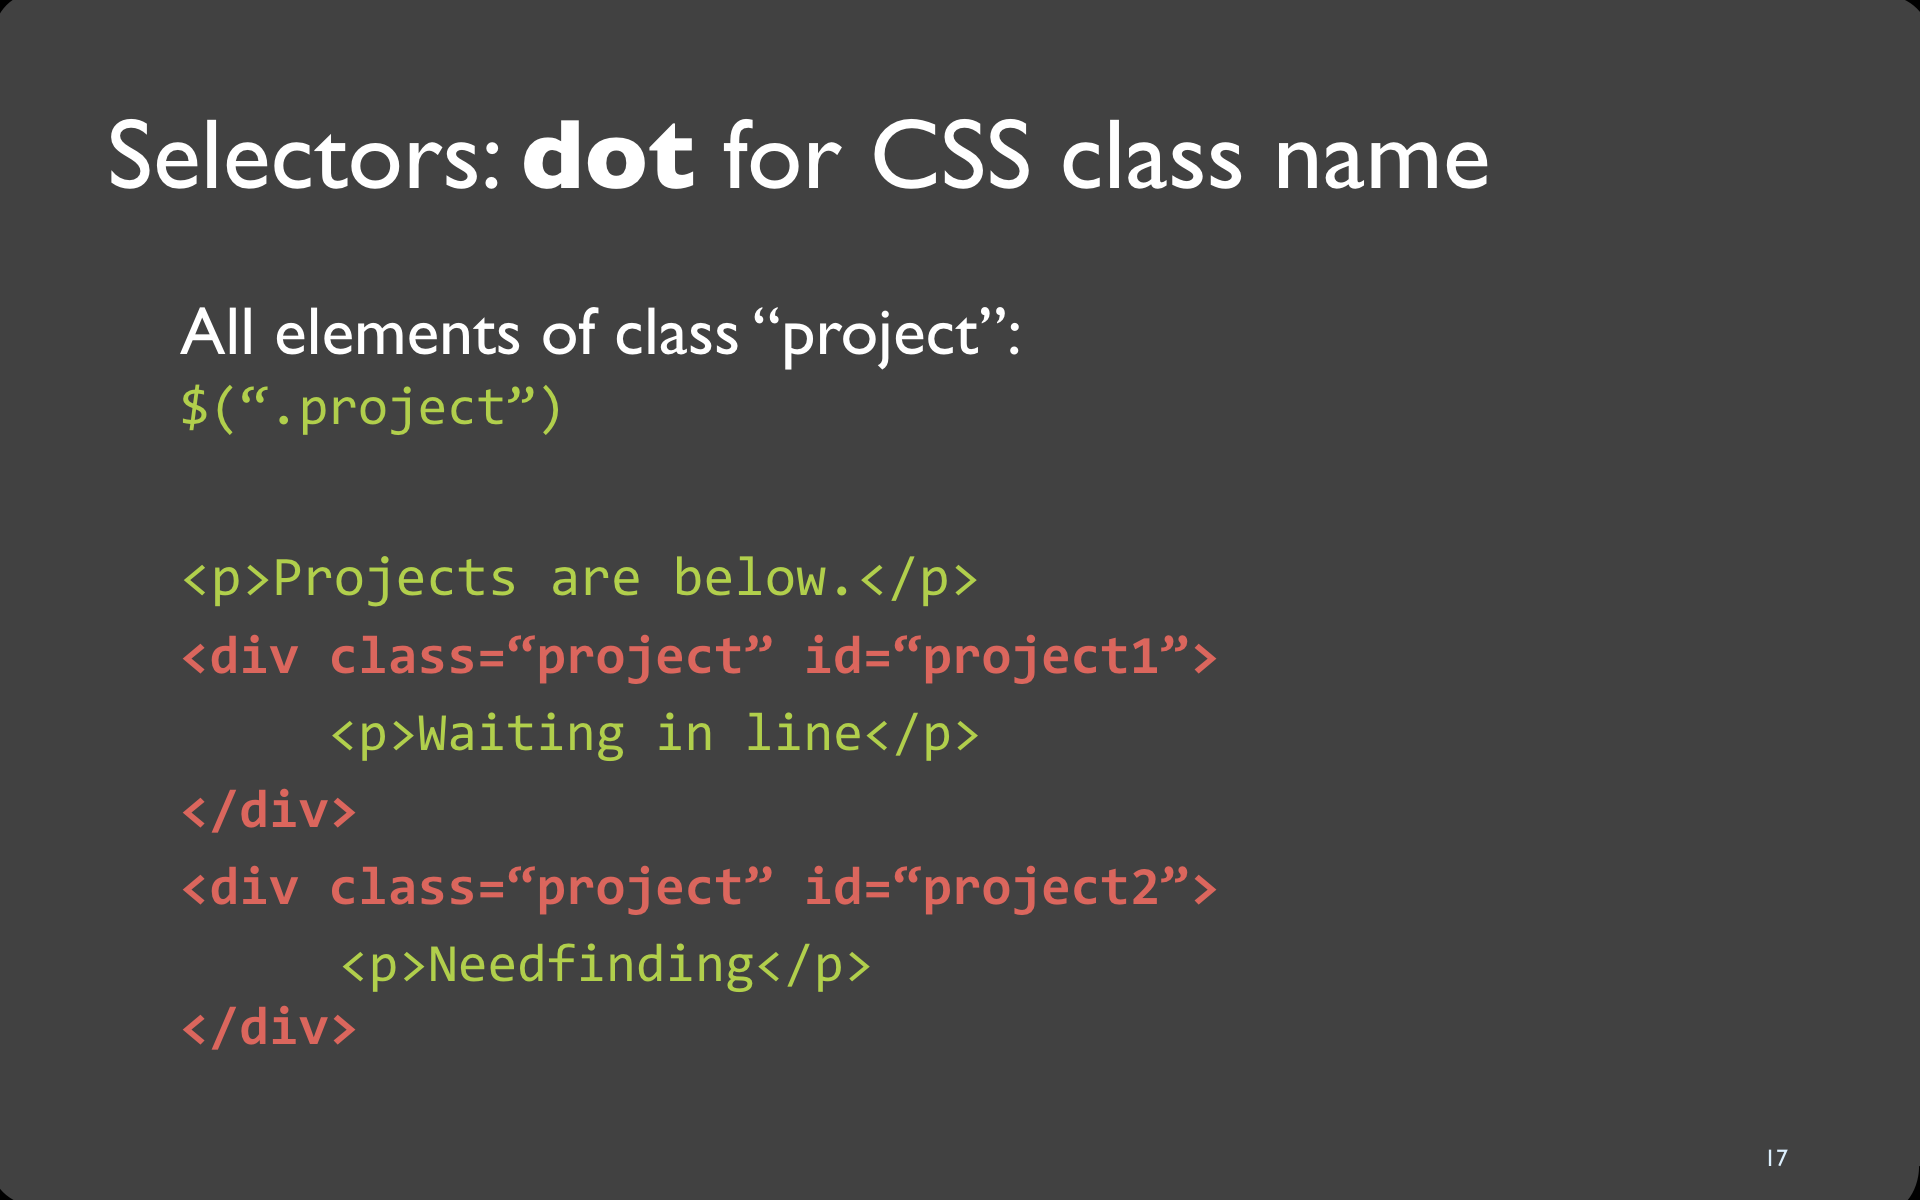 Selectors: dot for CSS class name
All elements of class “project”:
$(“.project”)
<p>Projects are below.</p>
<div class=“project” id=“project1”>
<p>Waiting in line</p>
</div>
<div class=“project” id=“project2”>
<p>Needfinding</p>
</div>
17